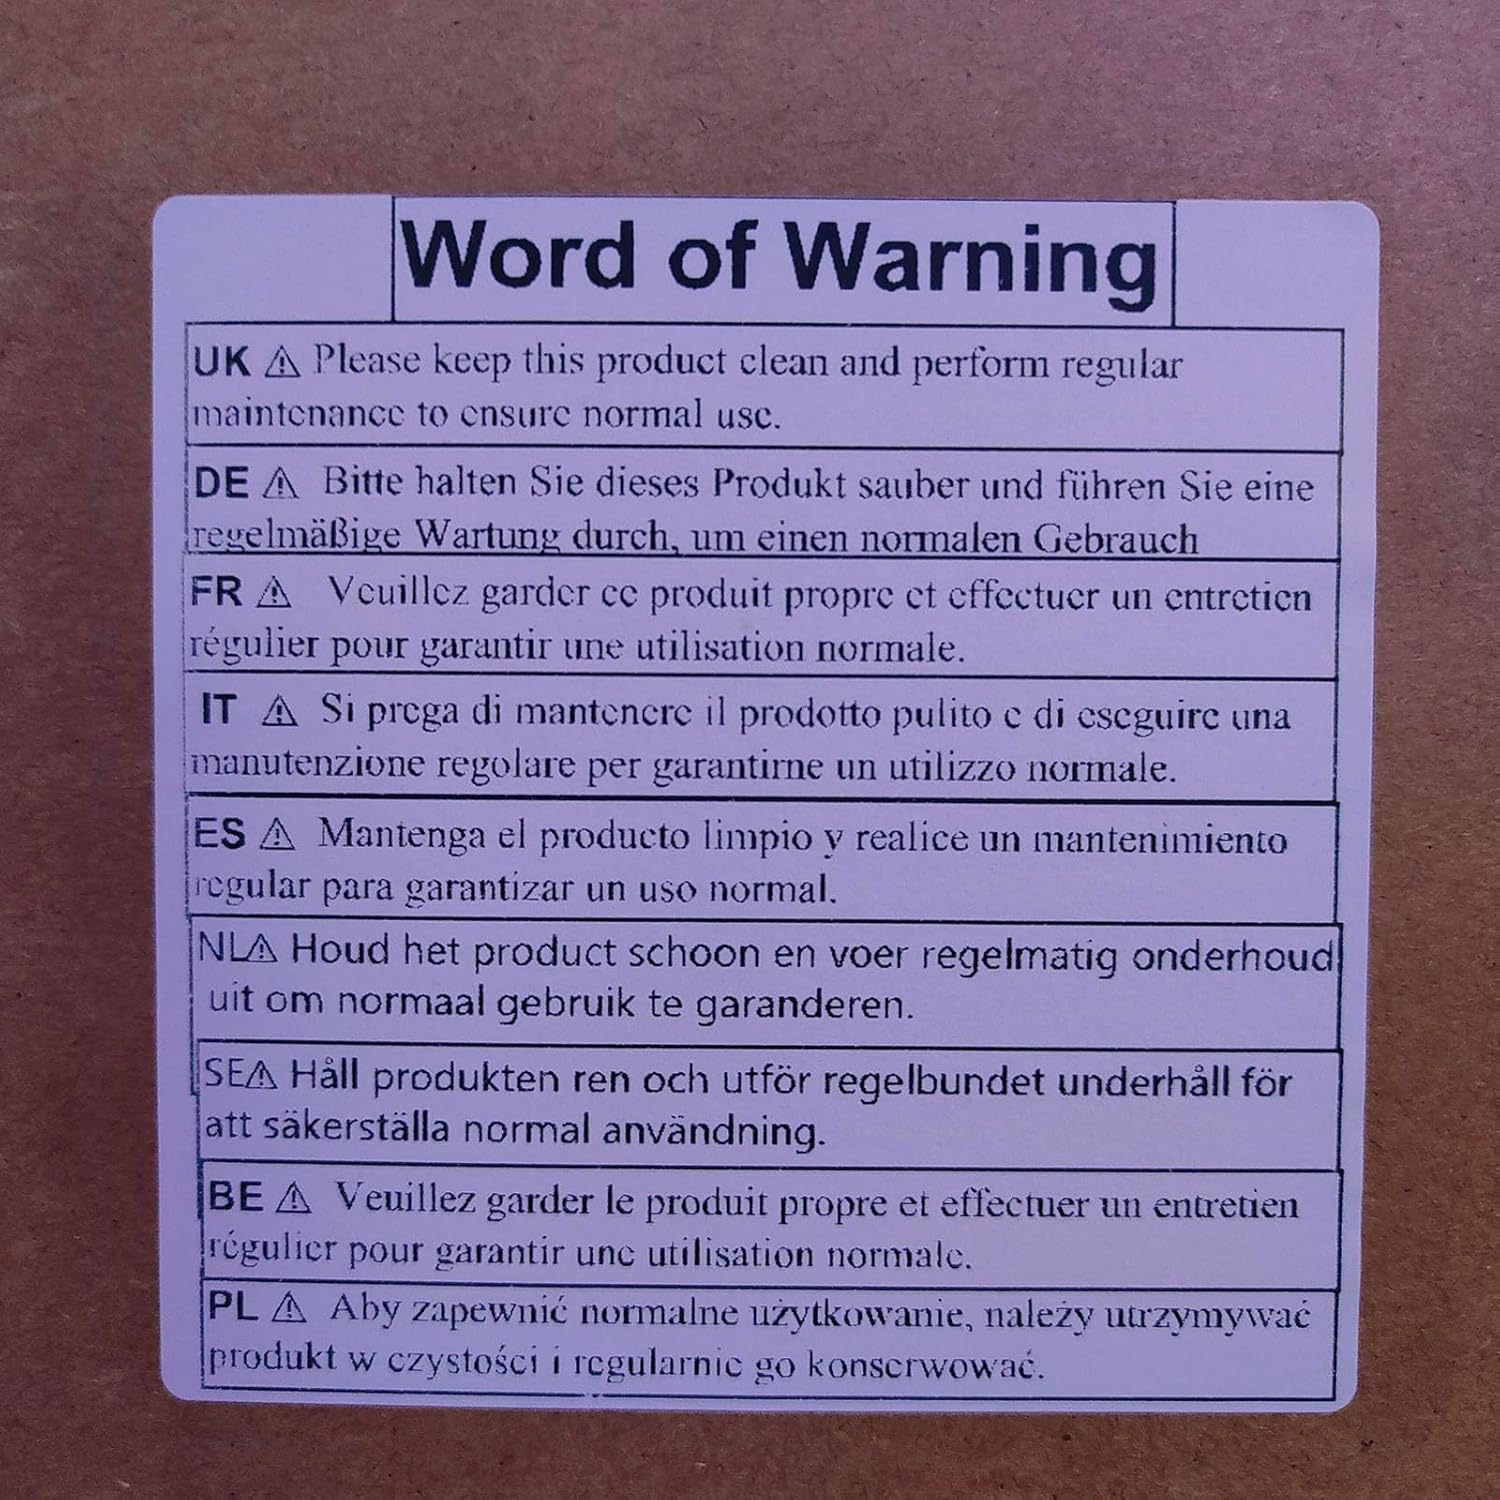 Word of Warning
UK ⚠ Please keep this product clean and perform regular
maintenance to ensure normal use.
DE ⚠ Bitte halten Sie dieses Produkt sauber und führen Sie eine
regelmäßige Wartung durch, um einen normalen Gebrauch
FR ⚠ Veuillez garder ce produit propre et effectuer un entretien
régulier pour garantir une utilisation normale.
IT ⚠ Si prega di mantenere il prodotto pulito e di eseguire una
manutenzione regolare per garantirne un utilizzo normale.
ES ⚠ Mantenga el producto limpio y realice un mantenimiento
regular para garantizar un uso normal.
NL⚠ Houd het product schoon en voer regelmatig onderhoud
uit om normaal gebruik te garanderen.
SE⚠ Håll produkten ren och utför regelbundet underhåll för
att säkerställa normal användning.
BE ⚠ Veuillez garder le produit propre et effectuer un entretien
régulier pour garantir une utilisation normale.
PL ⚠ Aby zapewnić normalne użytkowanie, należy utrzymywać
produkt w czystości i regularnie go konserwować.